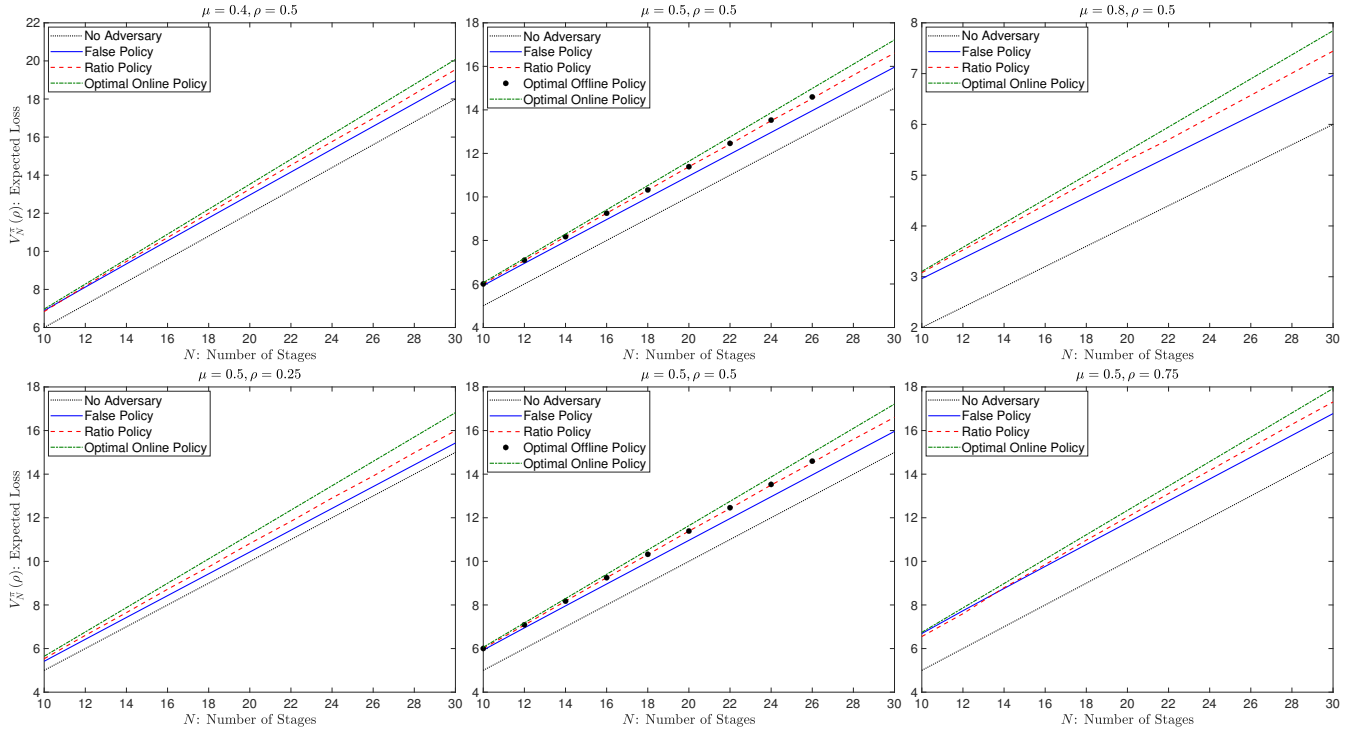 μ = 0.4, ρ = 0.5
No Adversary
False Policy
Ratio Policy
Optimal Online Policy
22
20
18
16
14
12
10
8
6
10 12 14 16 18 20 22 24 26 28 30
V_N^π (ρ): Expected Loss
N: Number of Stages
μ = 0.5, ρ = 0.5
No Adversary
False Policy
Ratio Policy
Optimal Offline Policy
Optimal Online Policy
18
16
14
12
10
8
6
4
10 12 14 16 18 20 22 24 26 28 30
N: Number of Stages
μ = 0.8, ρ = 0.5
No Adversary
False Policy
Ratio Policy
Optimal Online Policy
8
7
6
5
4
3
2
10 12 14 16 18 20 22 24 26 28 30
N: Number of Stages
μ = 0.5, ρ = 0.25
No Adversary
False Policy
Ratio Policy
Optimal Online Policy
18
16
14
12
10
8
6
4
10 12 14 16 18 20 22 24 26 28 30
V_N^π (ρ): Expected Loss
N: Number of Stages
μ = 0.5, ρ = 0.5
No Adversary
False Policy
Ratio Policy
Optimal Offline Policy
Optimal Online Policy
18
16
14
12
10
8
6
4
10 12 14 16 18 20 22 24 26 28 30
N: Number of Stages
μ = 0.5, ρ = 0.75
No Adversary
False Policy
Ratio Policy
Optimal Online Policy
18
16
14
12
10
8
6
4
10 12 14 16 18 20 22 24 26 28 30
N: Number of Stages